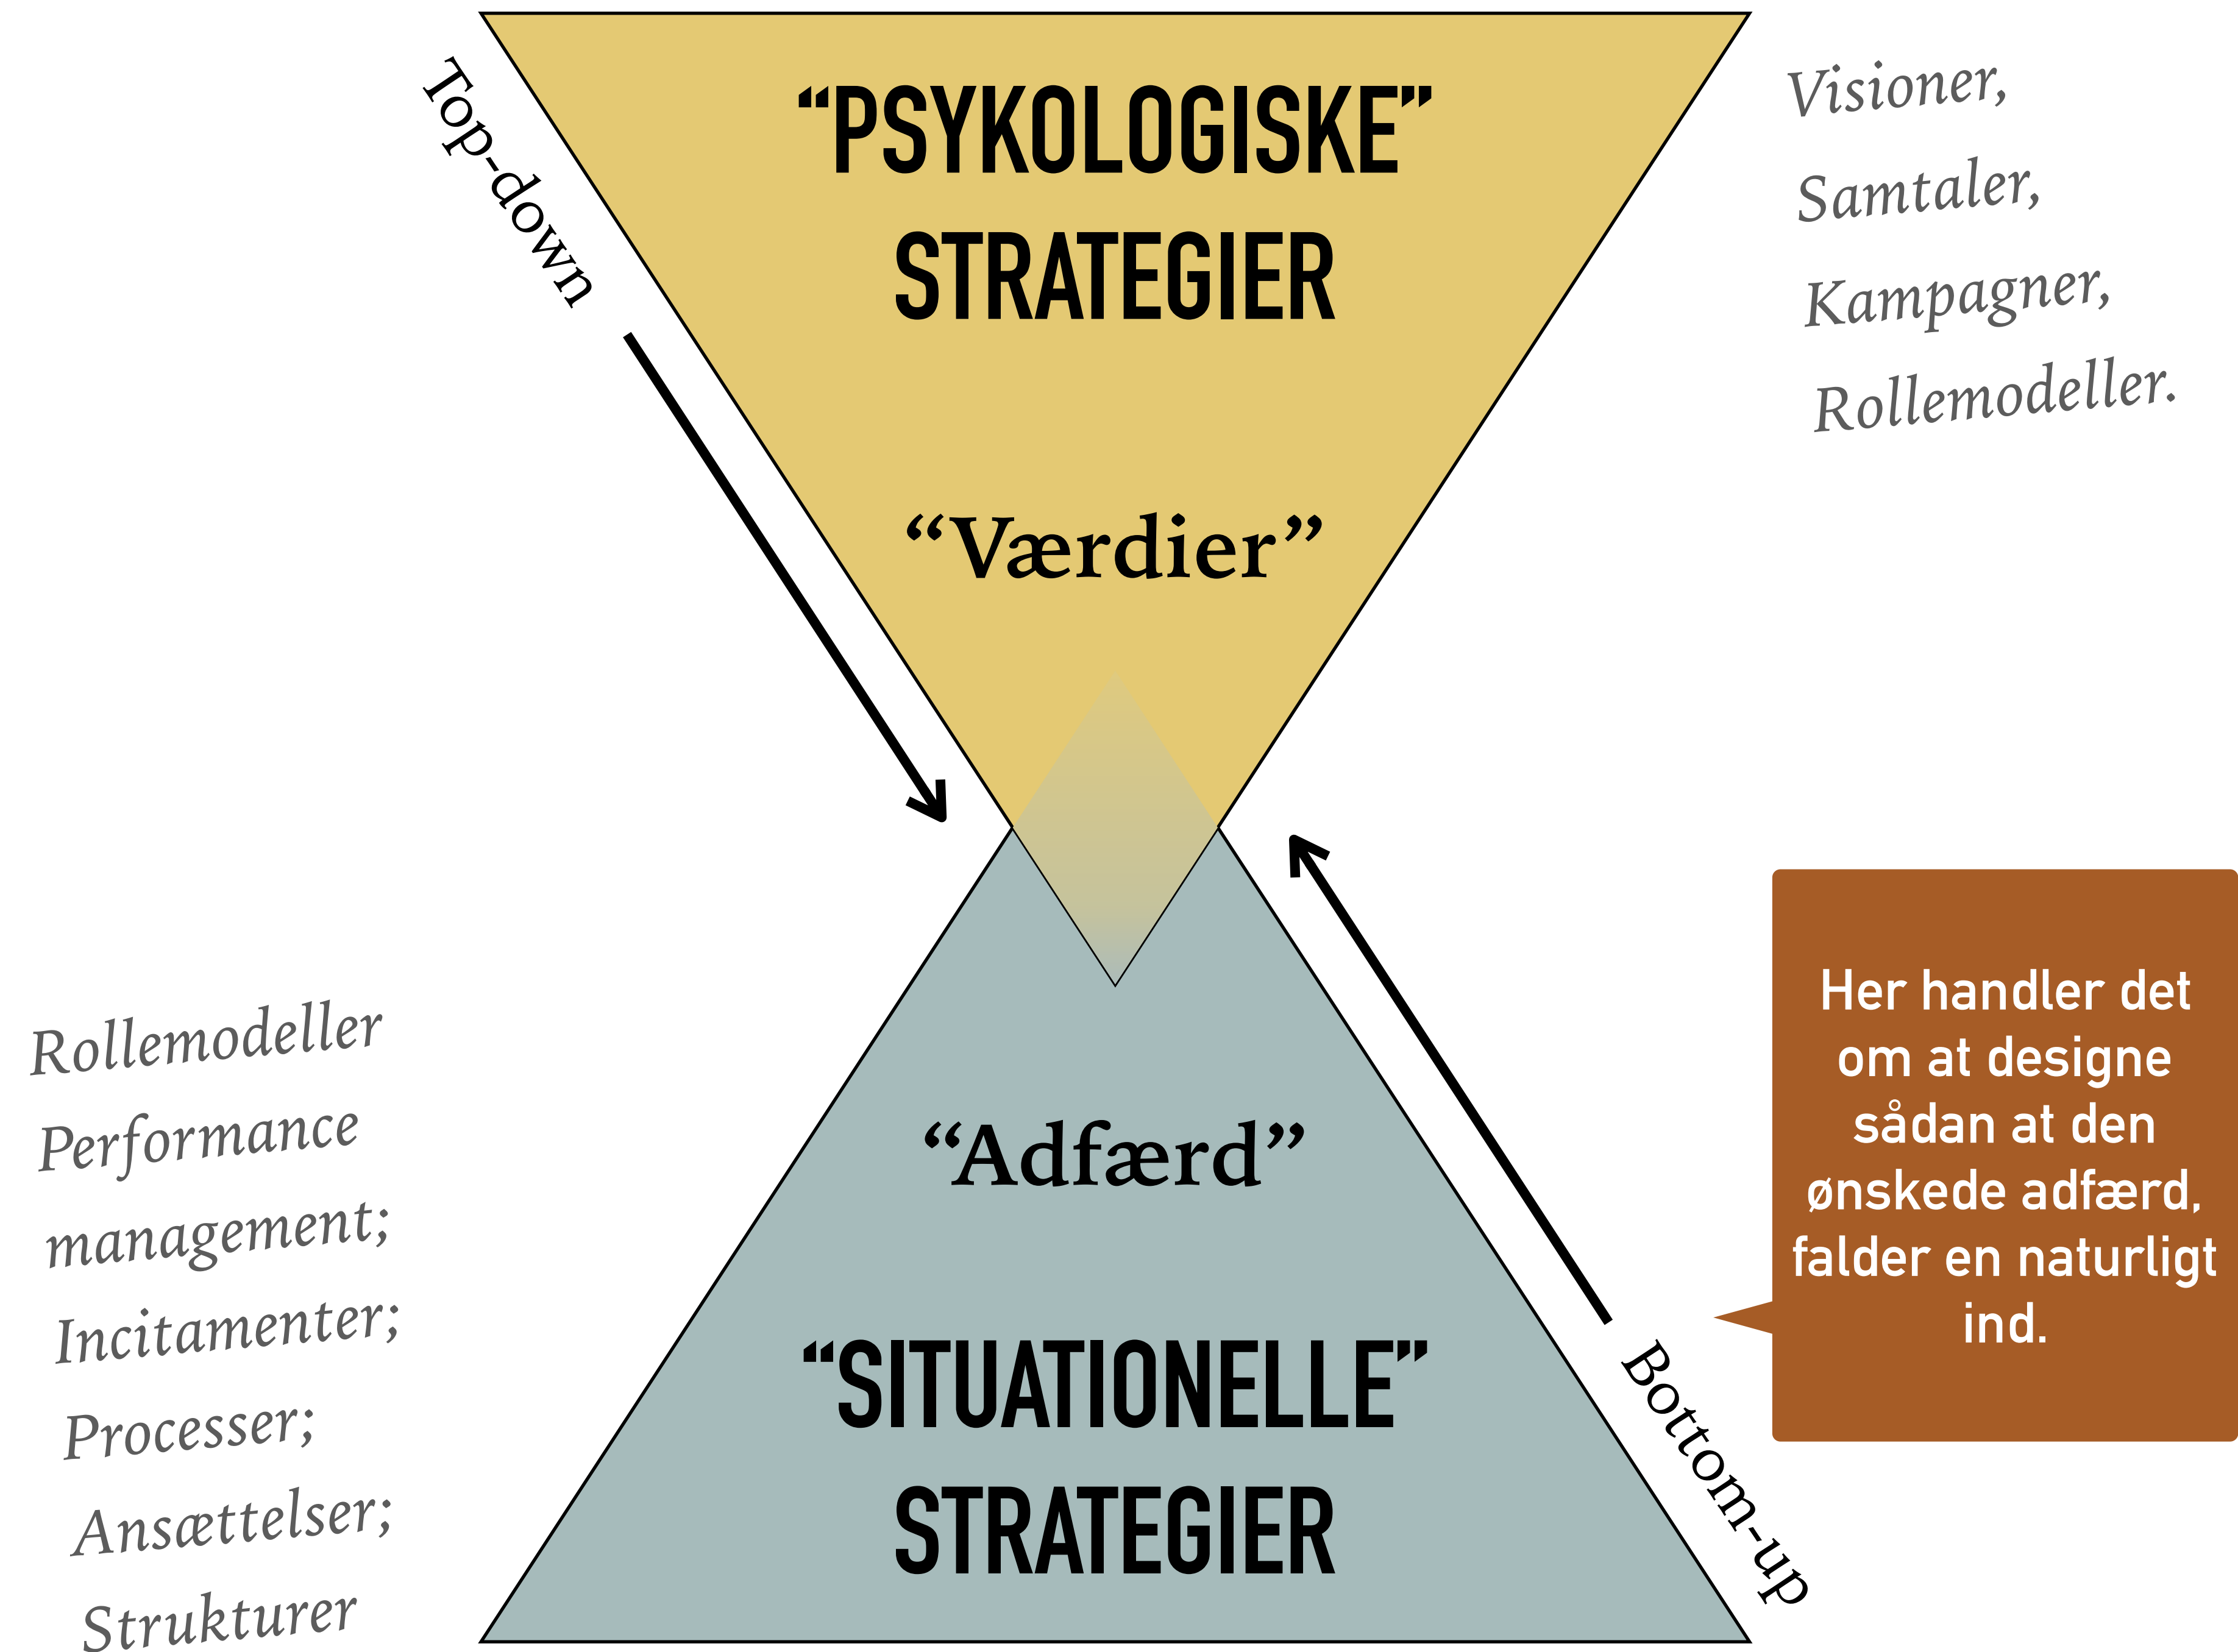 Top-down
“PSYKOLOGISKE”
STRATEGIER
“Værdier”
Visioner,
Samtaler,
Kampagner,
Rollemodeller.
Rollemodeller
Performance
management;
Incitamenter;
Processer;
Ansættelser;
Strukturer
“Adfærd”
“SITUATIONELLE”
STRATEGIER
Bottom-up
Her handler det
om at designe
sådan at den
ønskede adfærd,
falder en naturligt
ind.